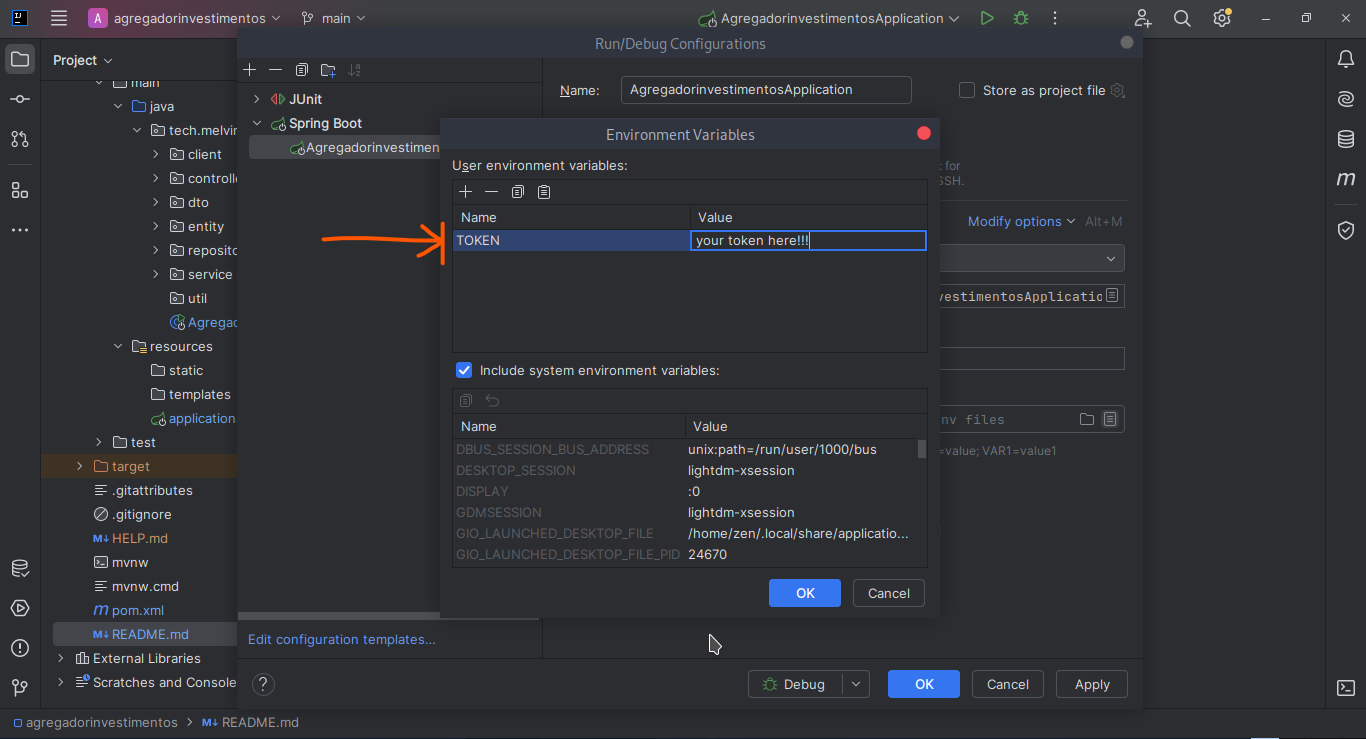 A agregadorinvestimentos main AgregadorinvestimentosApplication
Project
main
java
tech.melvin
client
controlle
dto
entity
reposito
service
util
Agregad
resources
static
templates
application
test
target
.gitattributes
.gitignore
M↓ HELP.md
mvnw
mvnw.cmd
m pom.xml
M↓ README.md
External Libraries
Scratches and Console
Run/Debug Configurations
JUnit
Spring Boot
Agregadorinvestimen
Edit configuration templates...
Name: AgregadorinvestimentosApplication Store as project file
t for
SSH.
Modify options Alt+M
vestimentosApplicatio
nv files
=value; VAR1=value1
Environment Variables
User environment variables:
Name Value
TOKEN your token here!!!
Include system environment variables:
Name Value
DBUS_SESSION_BUS_ADDRESS unix:path=/run/user/1000/bus
DESKTOP_SESSION lightdm-xsession
DISPLAY :0
GDMSESSION lightdm-xsession
GIO_LAUNCHED_DESKTOP_FILE /home/zen/.local/share/applicatio...
GIO_LAUNCHED_DESKTOP_FILE_PID 24670
OK Cancel
? Debug OK Cancel Apply
agregadorinvestimentos > M↓ README.md